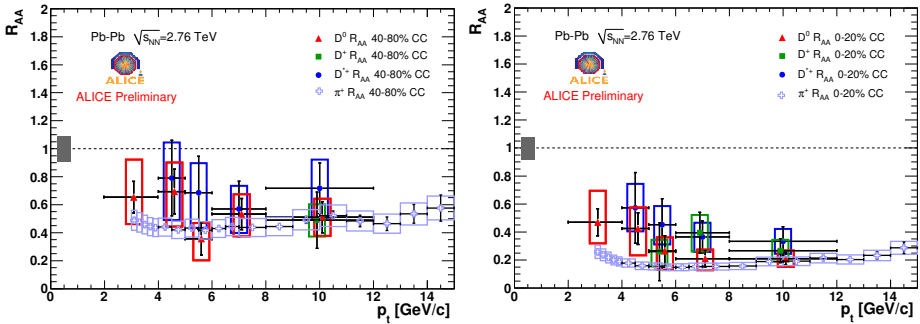 R_AA
2
1.8
1.6
1.4
1.2
1
0.8
0.6
0.4
0.2
0
Pb-Pb √s_NN=2.76 TeV
ALICE
ALICE Preliminary
D⁰ R_AA 40-80% CC
D⁺ R_AA 40-80% CC
D*⁺ R_AA 40-80% CC
π⁺ R_AA 40-80% CC
0 2 4 6 8 10 12 14
p_t [GeV/c]
R_AA
2
1.8
1.6
1.4
1.2
1
0.8
0.6
0.4
0.2
0
Pb-Pb √s_NN=2.76 TeV
ALICE
ALICE Preliminary
D⁰ R_AA 0-20% CC
D⁺ R_AA 0-20% CC
D*⁺ R_AA 0-20% CC
π⁺ R_AA 0-20% CC
0 2 4 6 8 10 12 14
p_t [GeV/c]